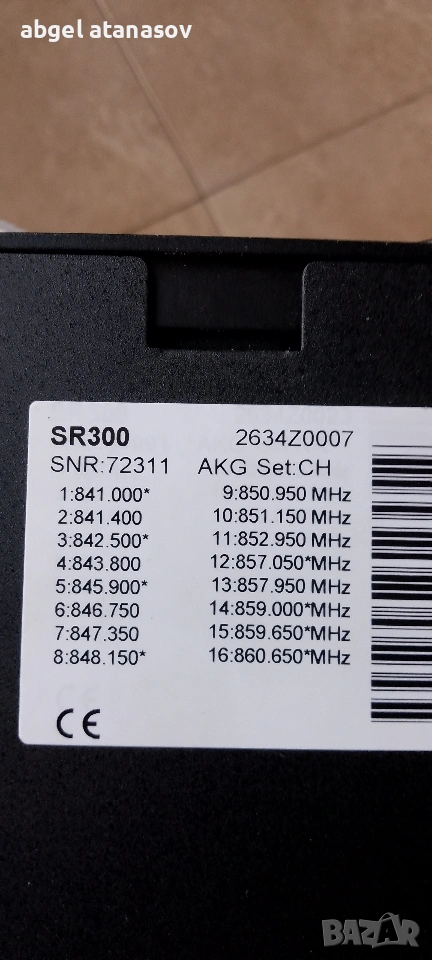 abgel atanasov
SR300 2634Z0007
SNR:72311 AKG Set:CH
1:841.000* 9:850.950 MHz
2:841.400 10:851.150 MHz
3:842.500* 11:852.950 MHz
4:843.800 12:857.050*MHz
5:845.900* 13:857.950 MHz
6:846.750 14:859.000*MHz
7:847.350 15:859.650*MHz
8:848.150* 16:860.650*MHz
CE
BAZAR